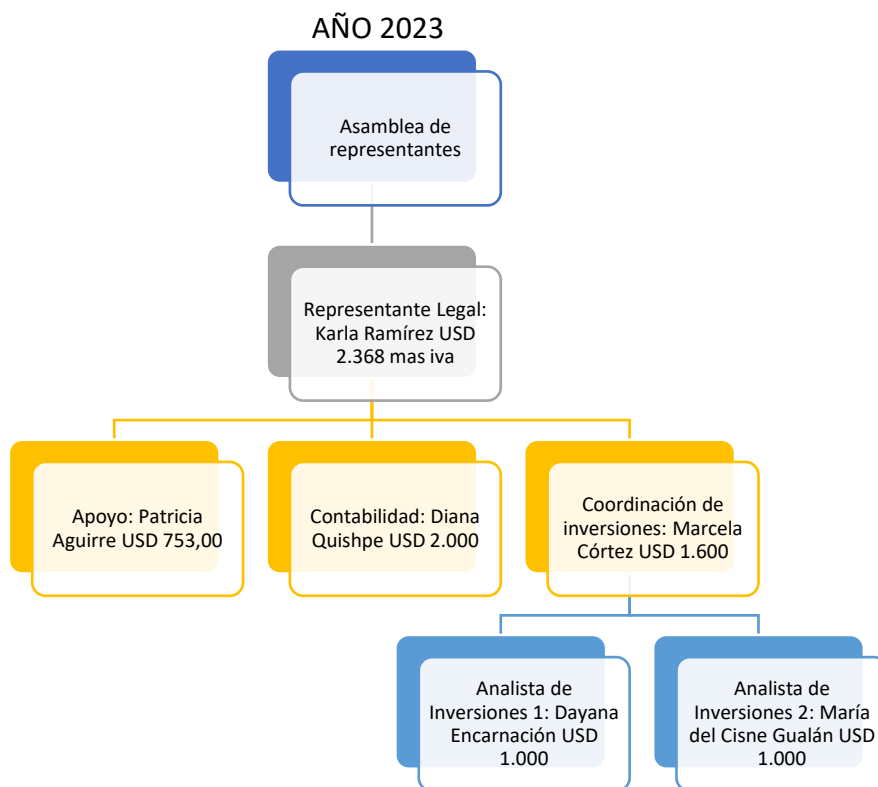 AÑO 2023
Asamblea de
representantes
Representante Legal:
Karla Ramírez USD
2.368 mas iva
Apoyo: Patricia
Aguirre USD 753,00
Contabilidad: Diana
Quishpe USD 2.000
Coordinación de
inversiones: Marcela
Córtez USD 1.600
Analista de
Inversiones 1: Dayana
Encarnación USD
1.000
Analista de
Inversiones 2: María
del Cisne Gualán USD
1.000